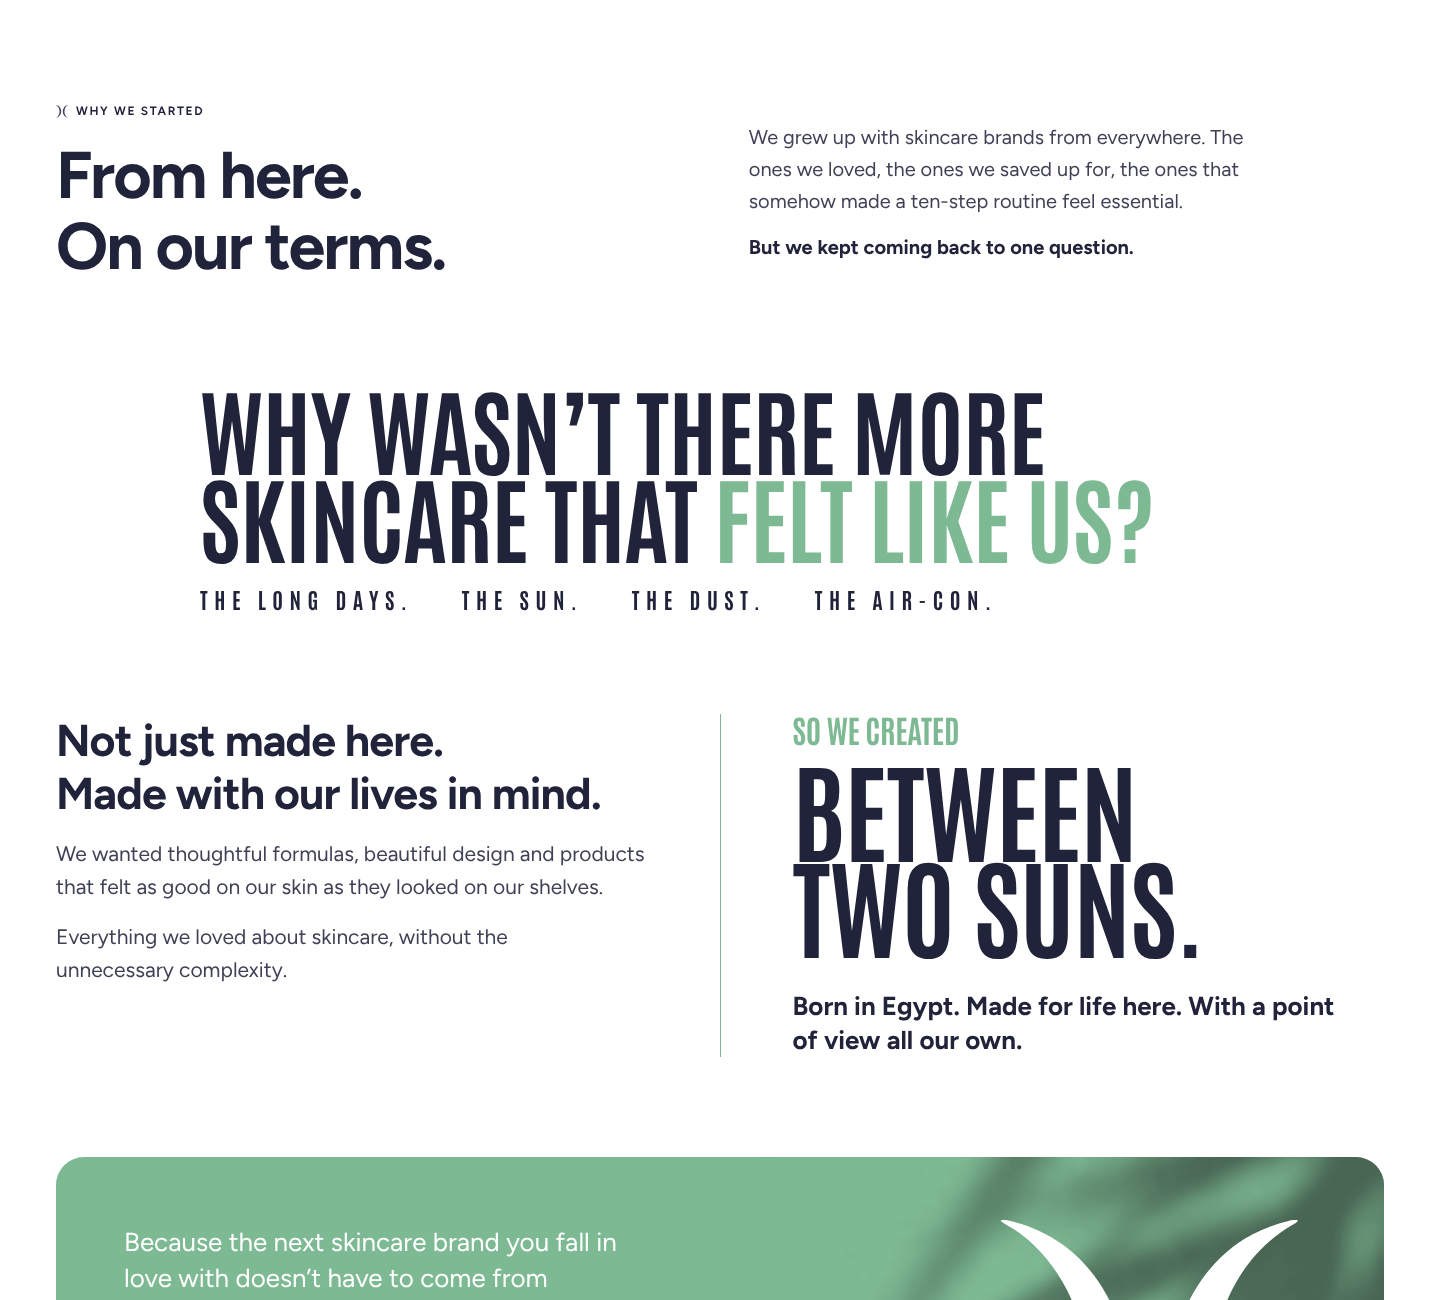 WHY WE STARTED
From here.
On our terms.
We grew up with skincare brands from everywhere. The
ones we loved, the ones we saved up for, the ones that
somehow made a ten-step routine feel essential.
But we kept coming back to one question.
WHY WASN’T THERE MORE
SKINCARE THAT FELT LIKE US?
THE LONG DAYS. THE SUN. THE DUST. THE AIR-CON.
Not just made here.
Made with our lives in mind.
We wanted thoughtful formulas, beautiful design and products
that felt as good on our skin as they looked on our shelves.
Everything we loved about skincare, without the
unnecessary complexity.
SO WE CREATED
BETWEEN
TWO SUNS.
Born in Egypt. Made for life here. With a point
of view all our own.
Because the next skincare brand you fall in
love with doesn’t have to come from